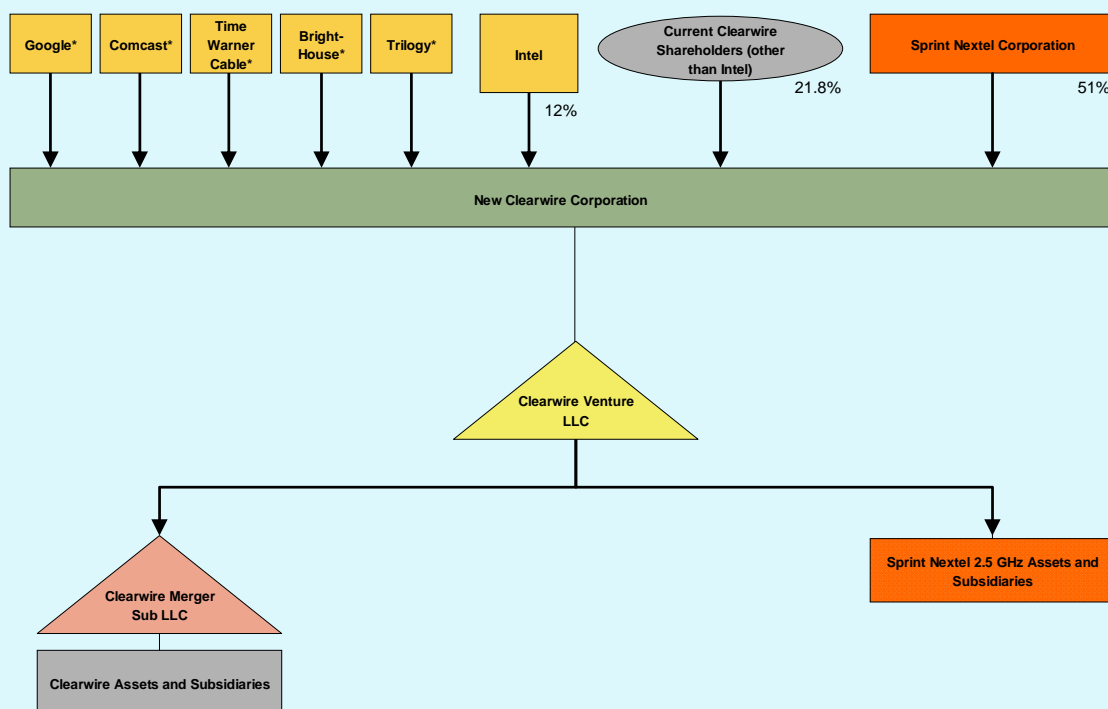 Google*
Comcast*
Time
Warner
Cable*
Bright-
House*
Trilogy*
Intel
12%
Current Clearwire
Shareholders (other
than Intel)
21.8%
Sprint Nextel Corporation
51%
New Clearwire Corporation
Clearwire Venture
LLC
Clearwire Merger
Sub LLC
Sprint Nextel 2.5 GHz Assets and
Subsidiaries
Clearwire Assets and Subsidiaries